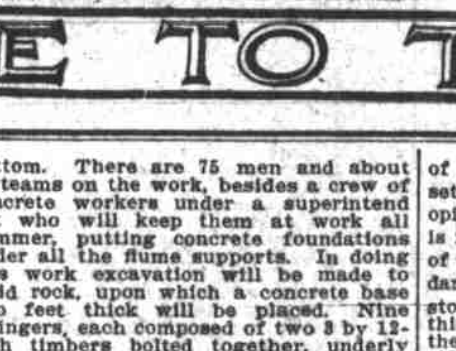 E TO T
tom. There are 75 men and about
teams on the work, besides a crew of
crete workers under a superintend
who will keep them at work all
mmer, putting concrete foundations
der all the flume supports. In doing
s work excavation will be made to
id rock, upon which a concrete base
o feet thick will be placed. Nine
ingers, each composed of two 3 by 12-
h timbers bolted together, underly
of
set
opi
is
of
dar
sto
thi
the